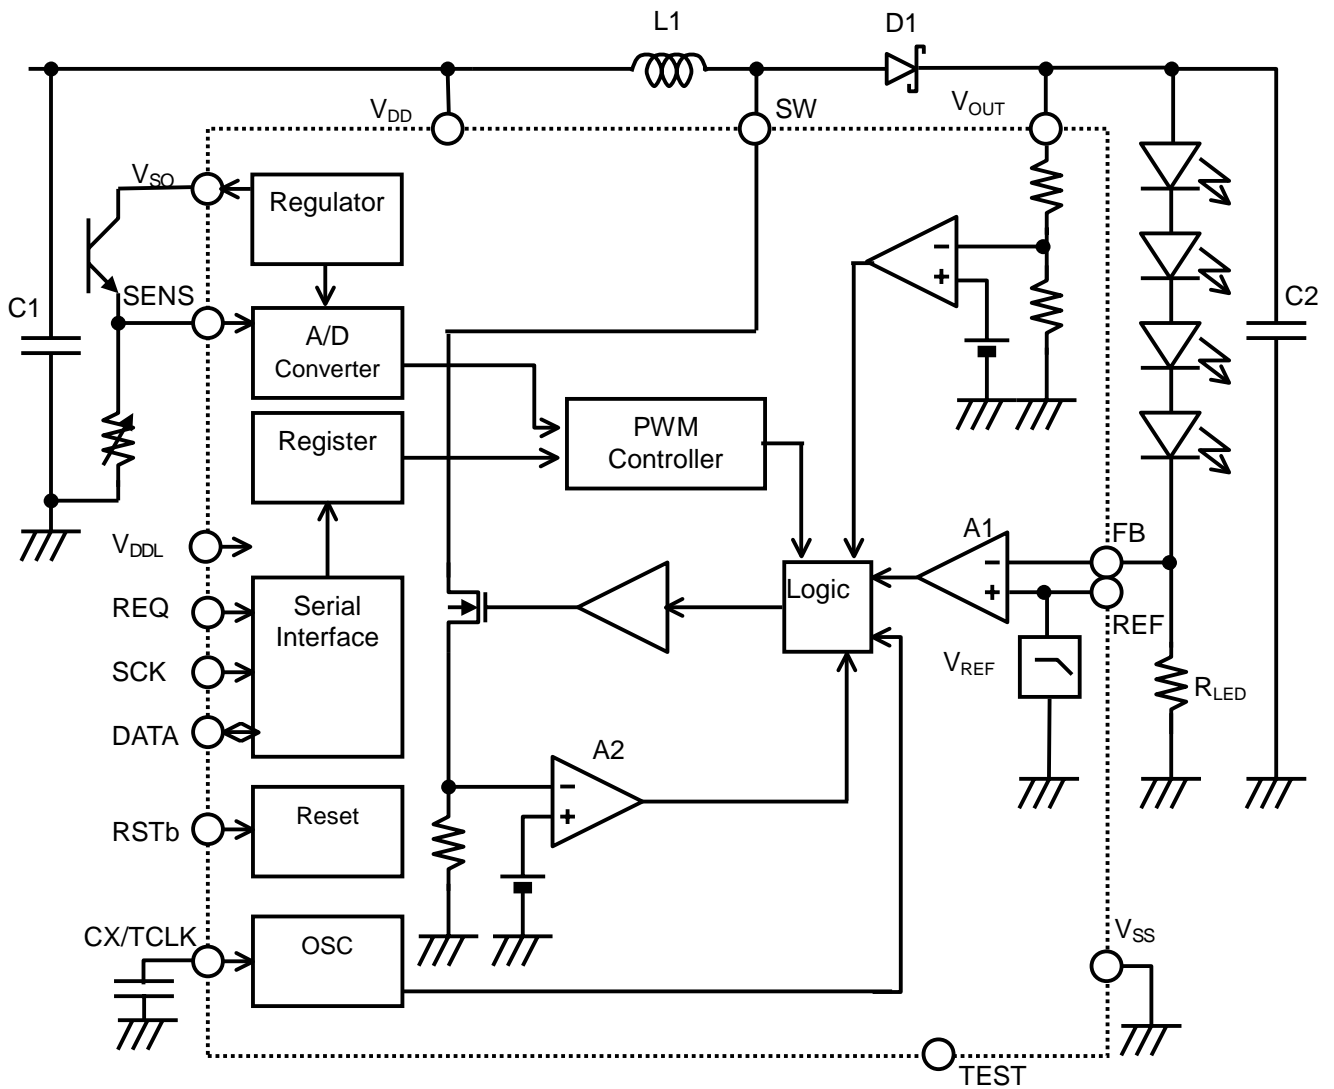 L1
D1
VDD
SW
VOUT
VSO
Regulator
SENS
C1
A/D
Converter
C2
Register
PWM
Controller
VDDL
A1
FB
REQ
Serial
Interface
Logic
REF
SCK
VREF
RLED
DATA
A2
RSTb
Reset
CX/TCLK
OSC
VSS
TEST